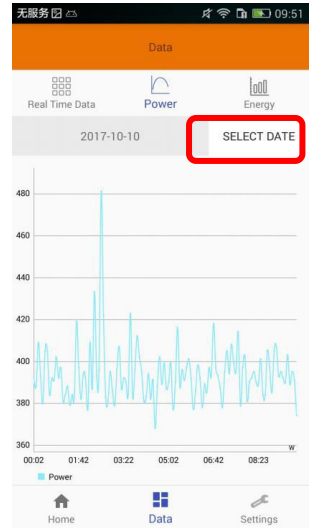 无服务 09:51
Data
Real Time Data Power Energy
2017-10-10 SELECT DATE
480
460
440
420
400
380
360
W
00:02 01:42 03:22 05:02 06:42 08:23
Power
Home Data Settings